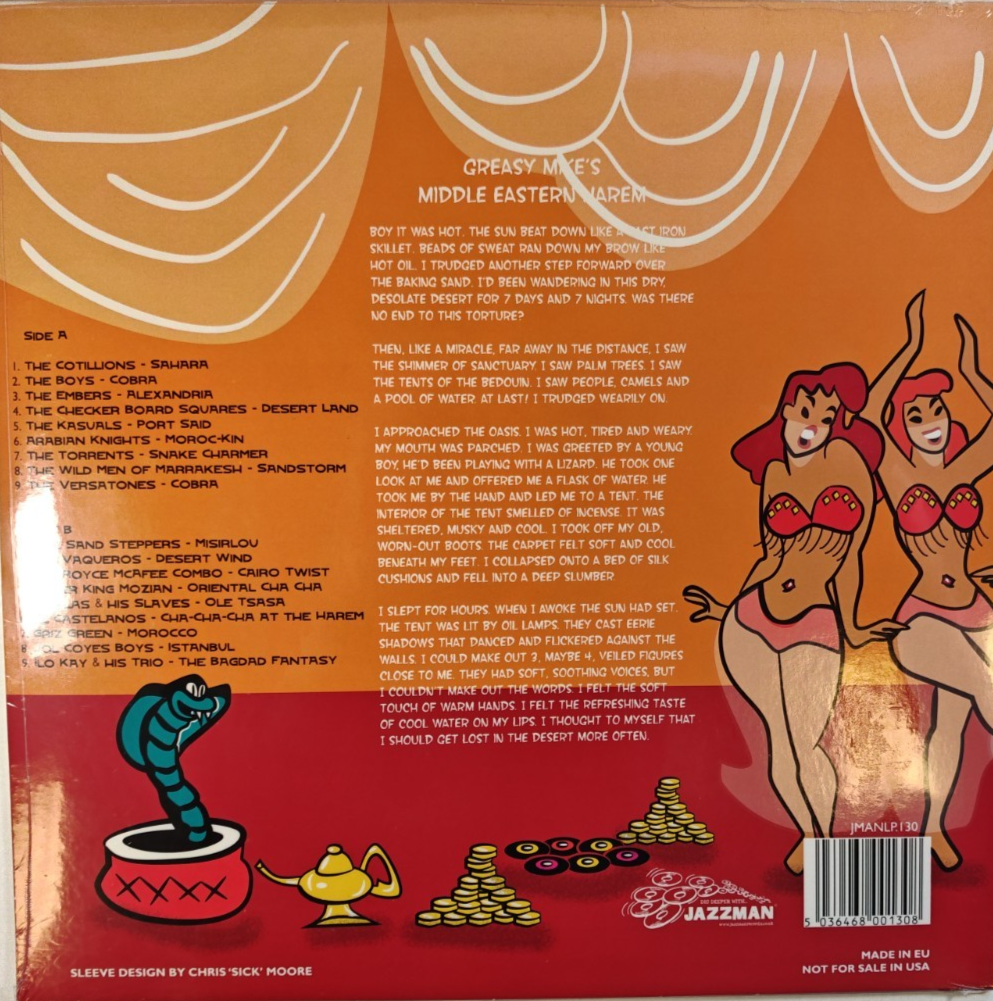 GREASY MIKE'S
MIDDLE EASTERN HAREM
BOY IT WAS HOT. THE SUN BEAT DOWN LIKE A CAST IRON
SKILLET. BEADS OF SWEAT RAN DOWN MY BROW LIKE
HOT OIL. I TRUDGED ANOTHER STEP FORWARD OVER
THE BAKING SAND. I'D BEEN WANDERING IN THIS DRY,
DESOLATE DESERT FOR 7 DAYS AND 7 NIGHTS. WAS THERE
NO END TO THIS TORTURE?
THEN, LIKE A MIRACLE, FAR AWAY IN THE DISTANCE, I SAW
THE SHIMMER OF SANCTUARY. I SAW PALM TREES. I SAW
THE TENTS OF THE BEDOUIN. I SAW PEOPLE, CAMELS AND
A POOL OF WATER AT LAST! I TRUDGED WEARILY ON.
I APPROACHED THE OASIS. I WAS HOT, TIRED AND WEARY.
MY MOUTH WAS PARCHED. I WAS GREETED BY A YOUNG
BOY, HE'D BEEN PLAYING WITH A LIZARD. HE TOOK ONE
LOOK AT ME AND OFFERED ME A FLASK OF WATER. HE
TOOK ME BY THE HAND AND LED ME TO A TENT. THE
INTERIOR OF THE TENT SMELLED OF INCENSE. IT WAS
SHELTERED, MUSKY AND COOL. I TOOK OFF MY OLD,
WORN-OUT BOOTS. THE CARPET FELT SOFT AND COOL
BENEATH MY FEET. I COLLAPSED ONTO A BED OF SILK
CUSHIONS AND FELL INTO A DEEP SLUMBER.
I SLEPT FOR HOURS. WHEN I AWOKE THE SUN HAD SET.
THE TENT WAS LIT BY OIL LAMPS. THEY CAST EERIE
SHADOWS THAT DANCED AND FLICKERED AGAINST THE
WALLS. I COULD MAKE OUT 3, MAYBE 4, VEILED FIGURES
CLOSE TO ME. THEY HAD SOFT, SOOTHING VOICES, BUT
I COULDN'T MAKE OUT THE WORDS. I FELT THE SOFT
TOUCH OF WARM HANDS. I FELT THE REFRESHING TASTE
OF COOL WATER ON MY LIPS. I THOUGHT TO MYSELF THAT
I SHOULD GET LOST IN THE DESERT MORE OFTEN.
SIDE A
1. THE COTILLIONS - SAHARA
2. THE BOYS - COBRA
3. THE EMBERS - ALEXANDRIA
4. THE CHECKER BOARD SQUARES - DESERT LAND
5. THE KASUALS - PORT SAID
6. ARABIAN KNIGHTS - MOROC-KIN
7. THE TORRENTS - SNAKE CHARMER
8. THE WILD MEN OF MARRAKESH - SANDSTORM
9. THE VERSATONES - COBRA
B
SAND STEPPERS - MISIRLOU
VAQUEROS - DESERT WIND
ROYCE MCAFEE COMBO - CAIRO TWIST
KING MOZIAN - ORIENTAL CHA CHA
& HIS SLAVES - OLE TSASA
CASTELANOS - CHA-CHA-CHA AT THE HAREM
GREEN - MOROCCO
COYES BOYS - ISTANBUL
9. ILO KAY & HIS TRIO - THE BAGDAD FANTASY
XXXX
DIG DEEPER WITH...
JAZZMAN
JMANLP.130
5 036468 001308
SLEEVE DESIGN BY CHRIS 'SICK' MOORE
MADE IN EU
NOT FOR SALE IN USA